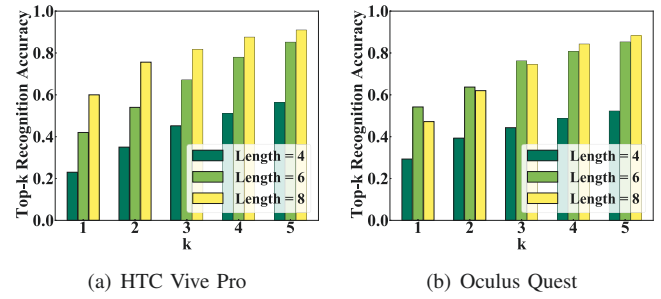 Top-k Recognition Accuracy
1.0
0.8
0.6
0.4
0.2
0.0
Length = 4
Length = 6
Length = 8
1 2 3 4 5
k
(a) HTC Vive Pro
Top-k Recognition Accuracy
1.0
0.8
0.6
0.4
0.2
0.0
Length = 4
Length = 6
Length = 8
1 2 3 4 5
k
(b) Oculus Quest